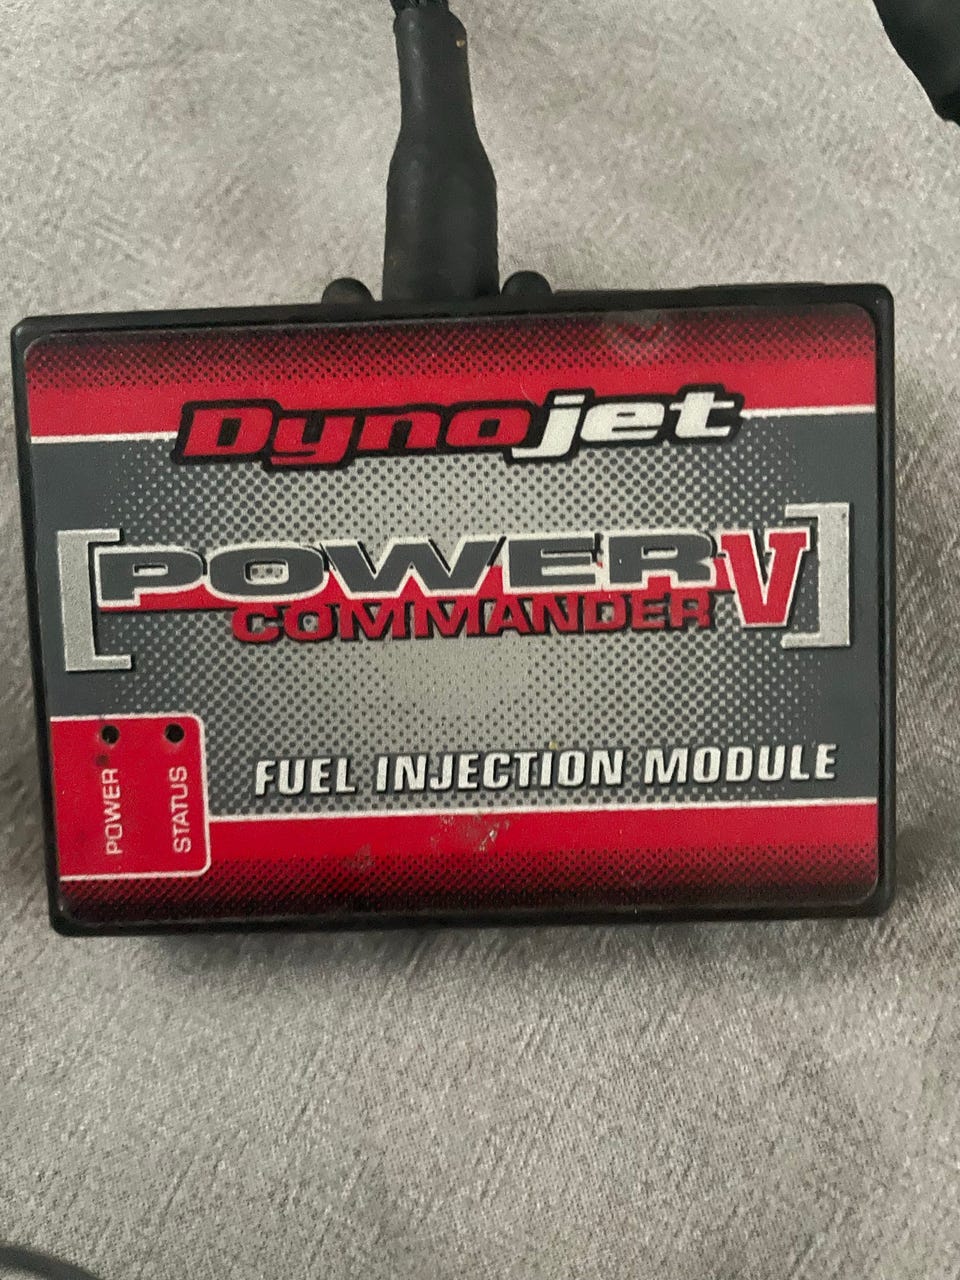 Dynojet
[POWER V]
COMMANDER
FUEL INJECTION MODULE
POWER
STATUS